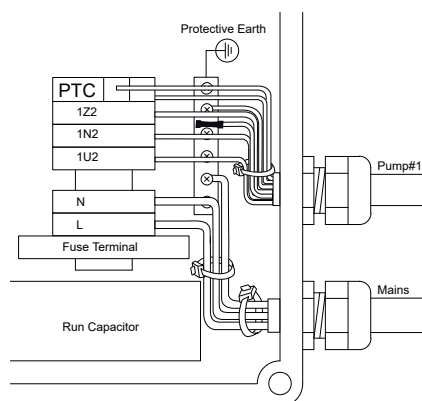 Protective Earth
PTC
1Z2
1N2
1U2
Pump#1
N
L
Fuse Terminal
Mains
Run Capacitor